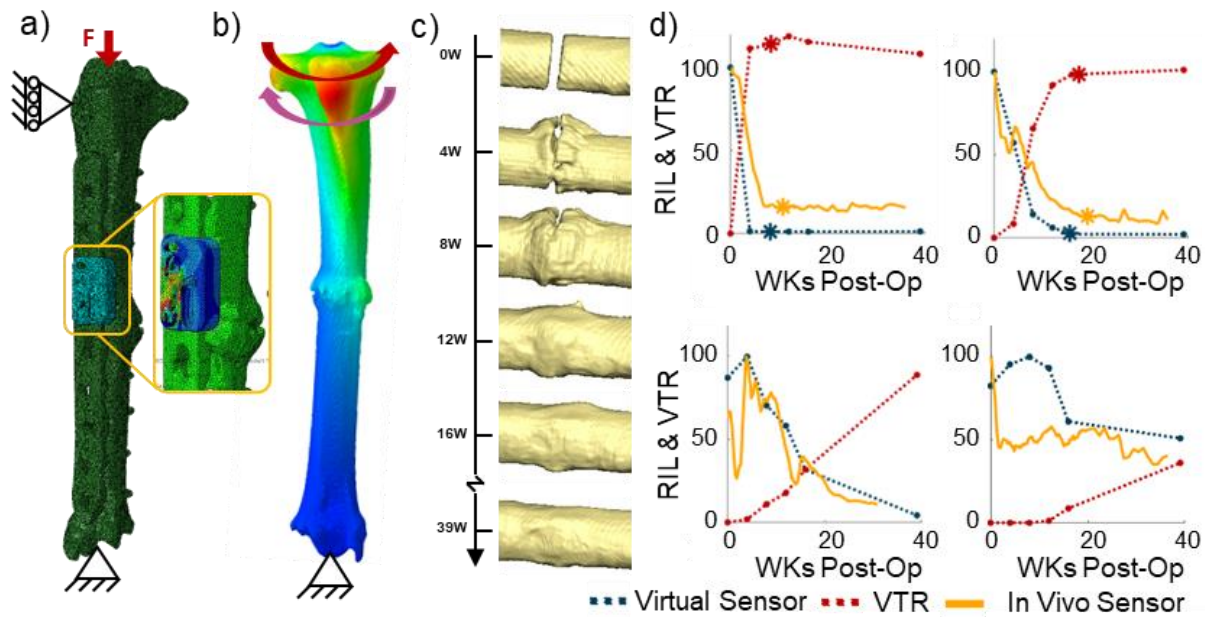 a)
F
b)
c)
0W
4W
8W
12W
16W
39W
d)
RIL & VTR
100
50
0
0
20
40
WKs Post-Op
100
50
0
0
20
40
WKs Post-Op
RIL & VTR
100
50
0
0
20
40
WKs Post-Op
100
50
0
0
20
40
WKs Post-Op
Virtual Sensor
VTR
In Vivo Sensor